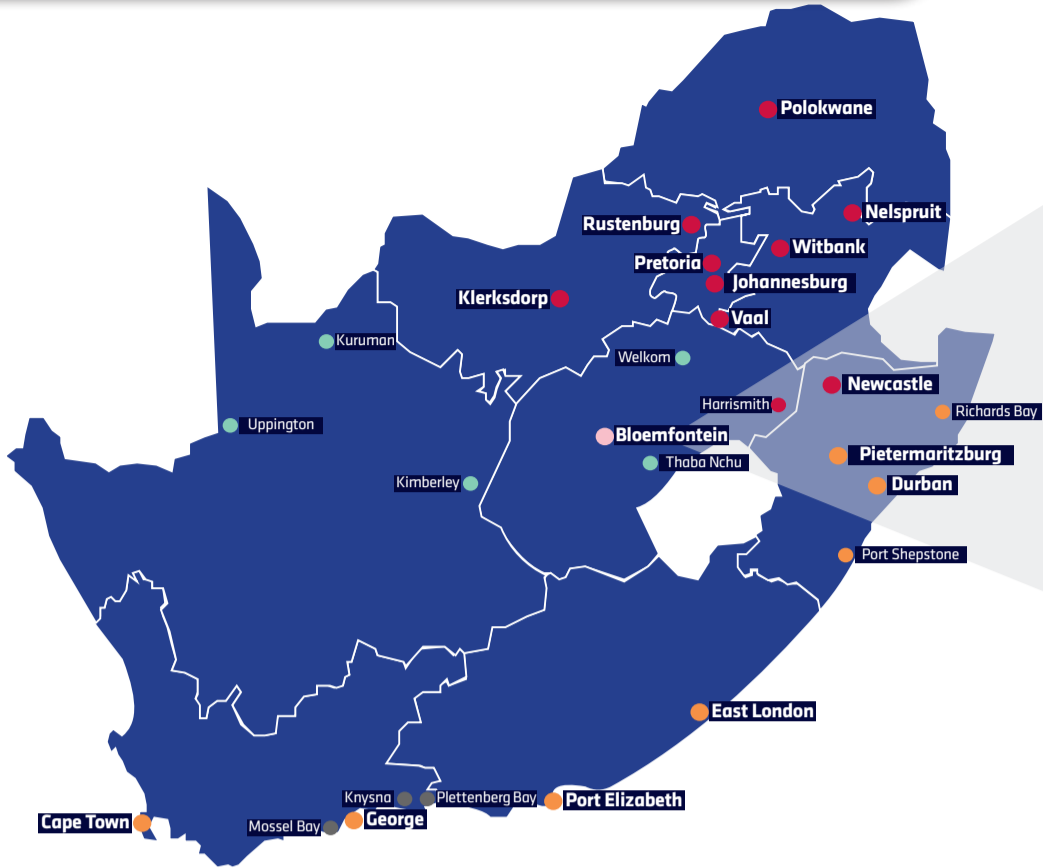 Polokwane
Nelspruit
Rustenburg
Witbank
Pretoria
Johannesburg
Klerksdorp
Vaal
Kuruman
Welkom
Newcastle
Harrismith
Richards Bay
Uppington
Bloemfontein
Pietermaritzburg
Thaba Nchu
Kimberley
Durban
Port Shepstone
East London
Knysna
Plettenberg Bay
Port Elizabeth
Cape Town
Mossel Bay
George